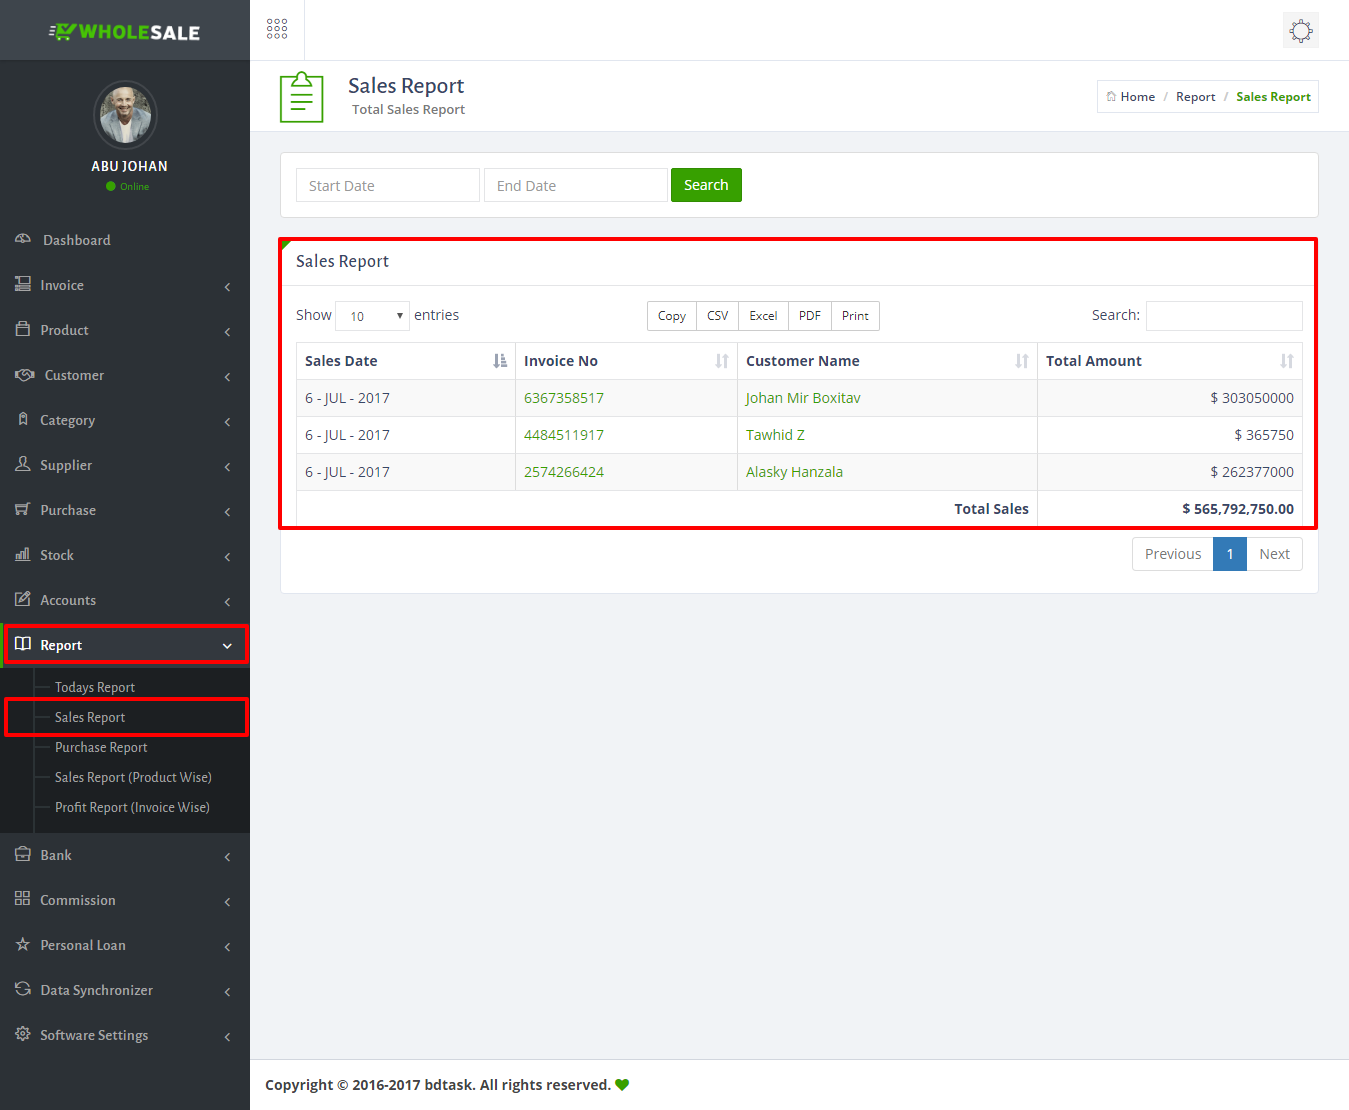 WHOLESALE
ABU JOHAN
Online
Dashboard
Invoice
Product
Customer
Category
Supplier
Purchase
Stock
Accounts
Report
Todays Report
Sales Report
Purchase Report
Sales Report (Product Wise)
Profit Report (Invoice Wise)
Bank
Commission
Personal Loan
Data Synchronizer
Software Settings
Sales Report
Total Sales Report
Home / Report / Sales Report
Start Date End Date Search
Sales Report
Show 10 entries Copy CSV Excel PDF Print Search:
Sales Date Invoice No Customer Name Total Amount
6 - JUL - 2017 6367358517 Johan Mir Boxitav $ 303050000
6 - JUL - 2017 4484511917 Tawhid Z $ 365750
6 - JUL - 2017 2574266424 Alasky Hanzala $ 262377000
Total Sales $ 565,792,750.00
Previous 1 Next
Copyright © 2016-2017 bdtask. All rights reserved.